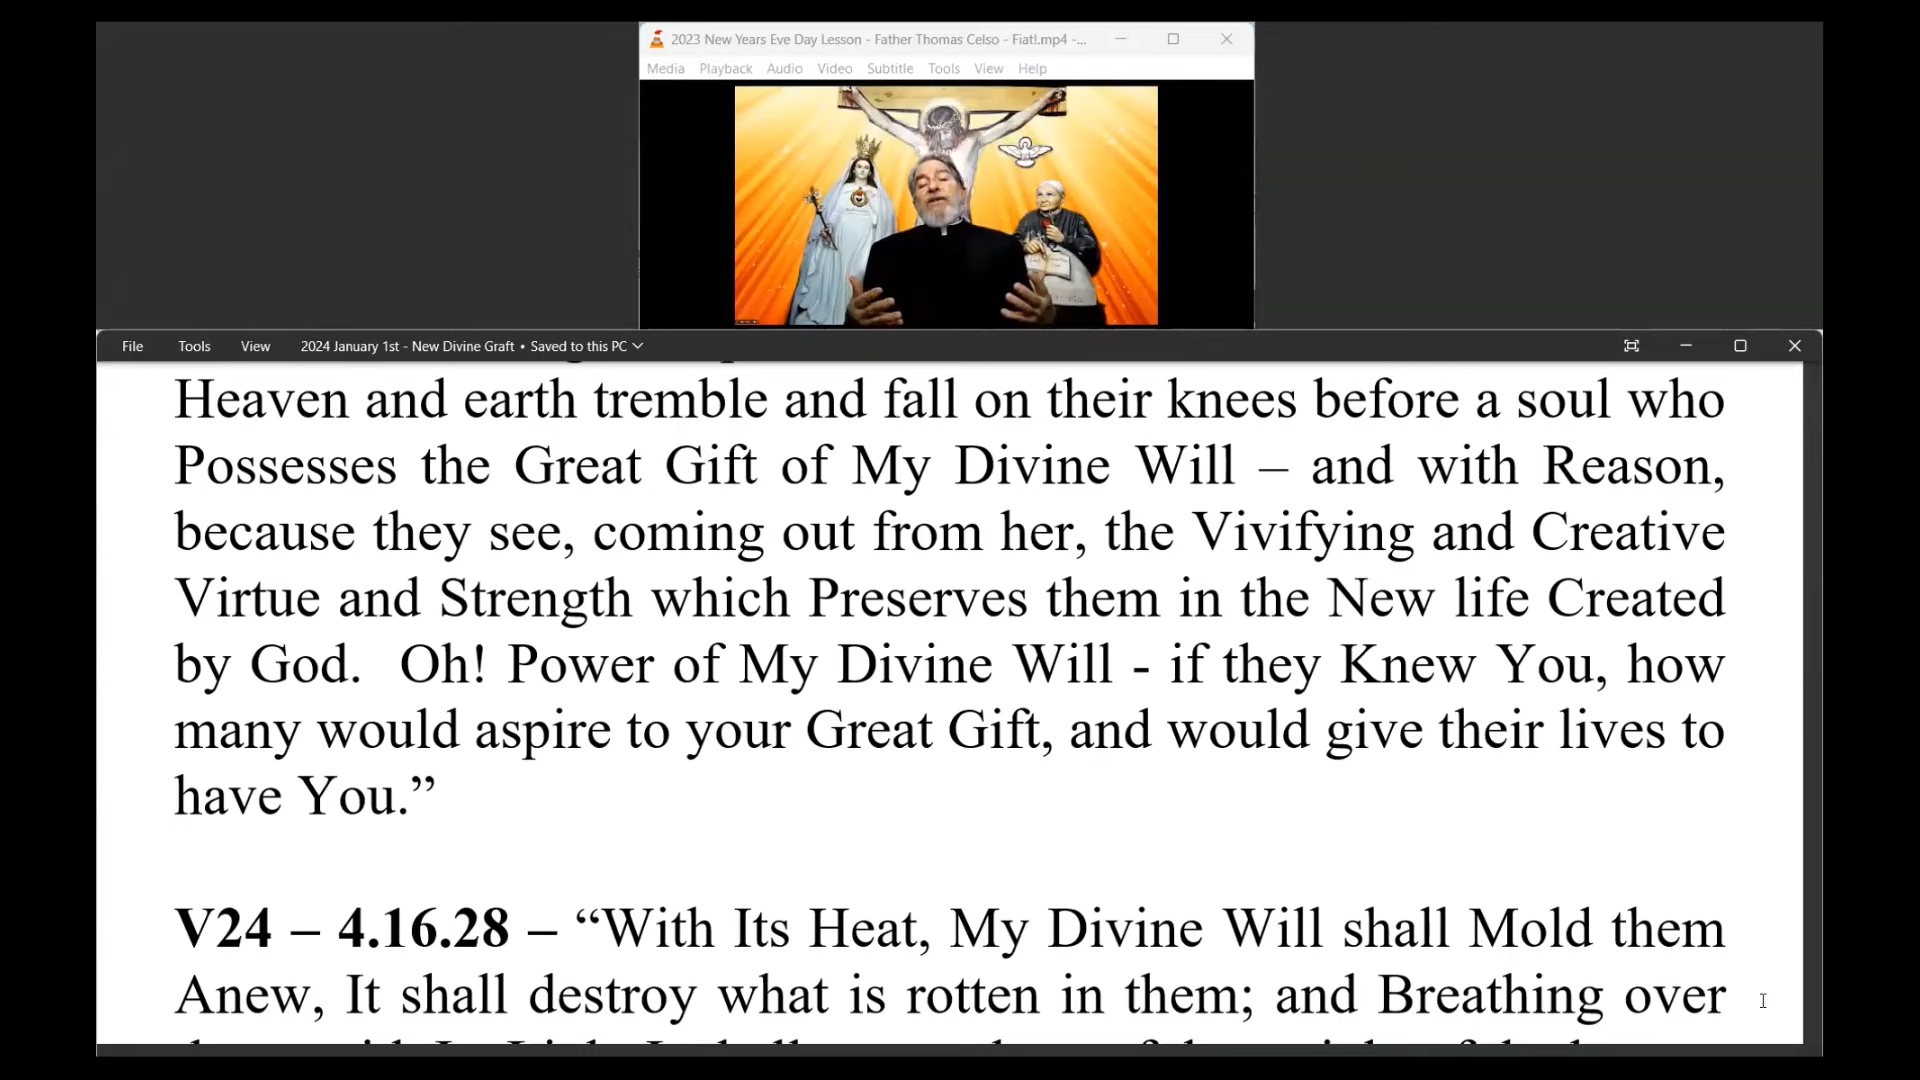 2023 New Years Eve Day Lesson - Father Thomas Celso - Fiat!.mp4 -...
Media Playback Audio Video Subtitle Tools View Help
File Tools View 2024 January 1st - New Divine Graft • Saved to this PC
Heaven and earth tremble and fall on their knees before a soul who
Possesses the Great Gift of My Divine Will – and with Reason,
because they see, coming out from her, the Vivifying and Creative
Virtue and Strength which Preserves them in the New life Created
by God. Oh! Power of My Divine Will - if they Knew You, how
many would aspire to your Great Gift, and would give their lives to
have You.”
V24 – 4.16.28 – “With Its Heat, My Divine Will shall Mold them
Anew, It shall destroy what is rotten in them; and Breathing over